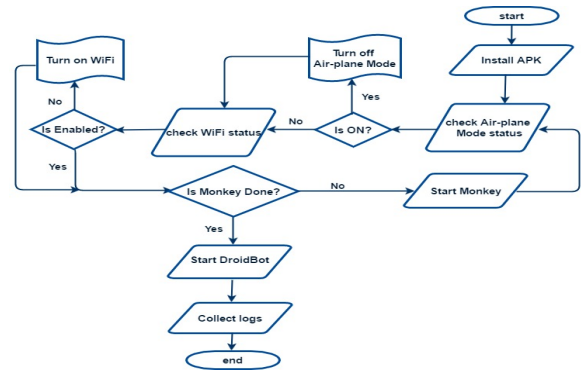 start
Install APK
check Air-plane
Mode status
Is ON?
Yes
Turn off
Air-plane Mode
No
check WiFi status
Is Enabled?
No
Turn on WiFi
Yes
Is Monkey Done?
No
Start Monkey
Yes
Start DroidBot
Collect logs
end